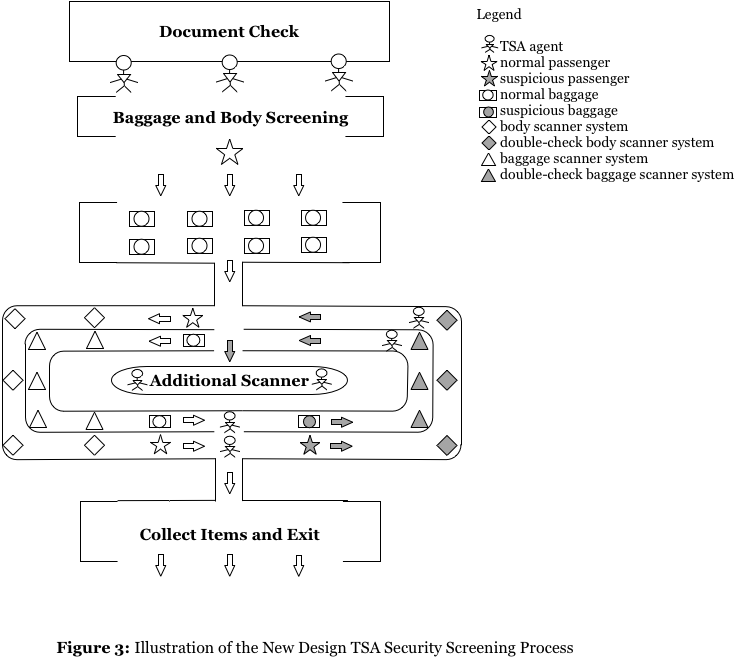 Document Check
Legend
TSA agent
normal passenger
suspicious passenger
normal baggage
suspicious baggage
body scanner system
double-check body scanner system
baggage scanner system
double-check baggage scanner system
Baggage and Body Screening
Additional Scanner
Collect Items and Exit
Figure 3: Illustration of the New Design TSA Security Screening Process